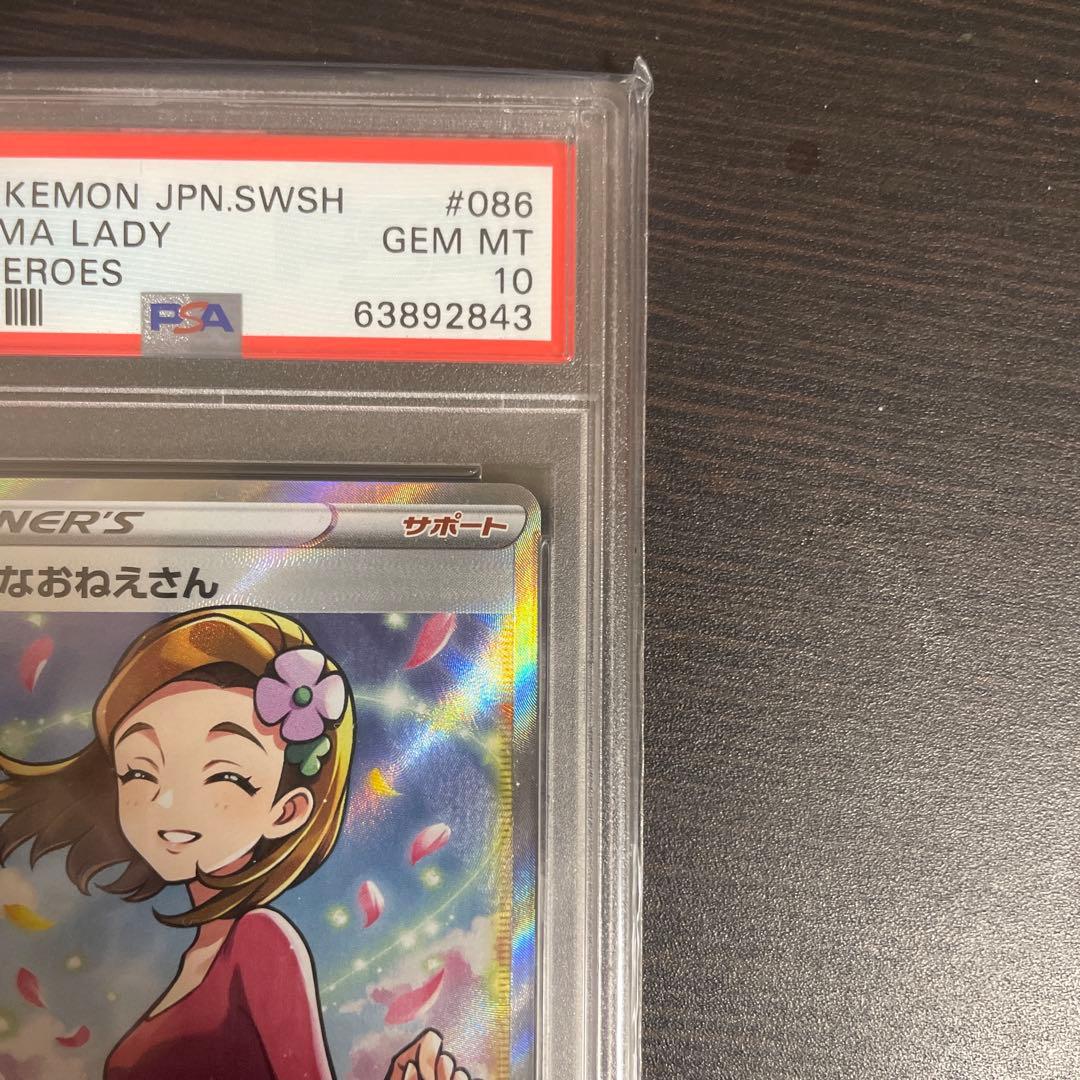 KEMON JPN.SWSH #086
MA LADY GEM MT
EROES 10
PSA 63892843
NER'S サポート
なおねえさん